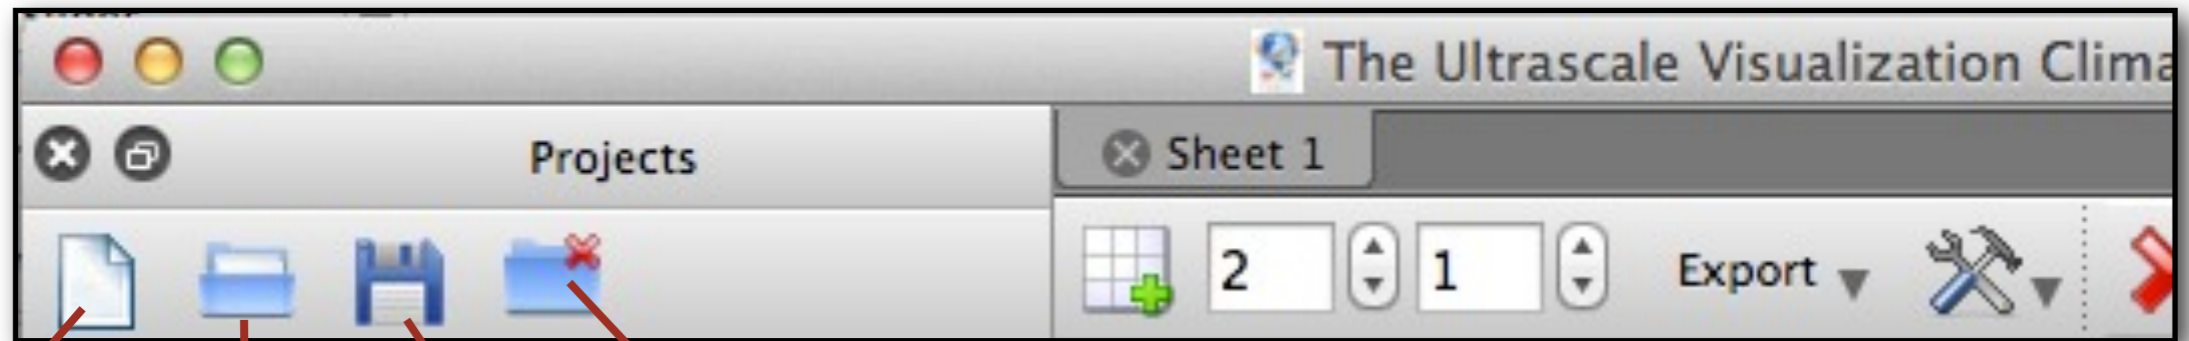 The Ultrascale Visualization Clima
Projects
Sheet 1
2 1 Export